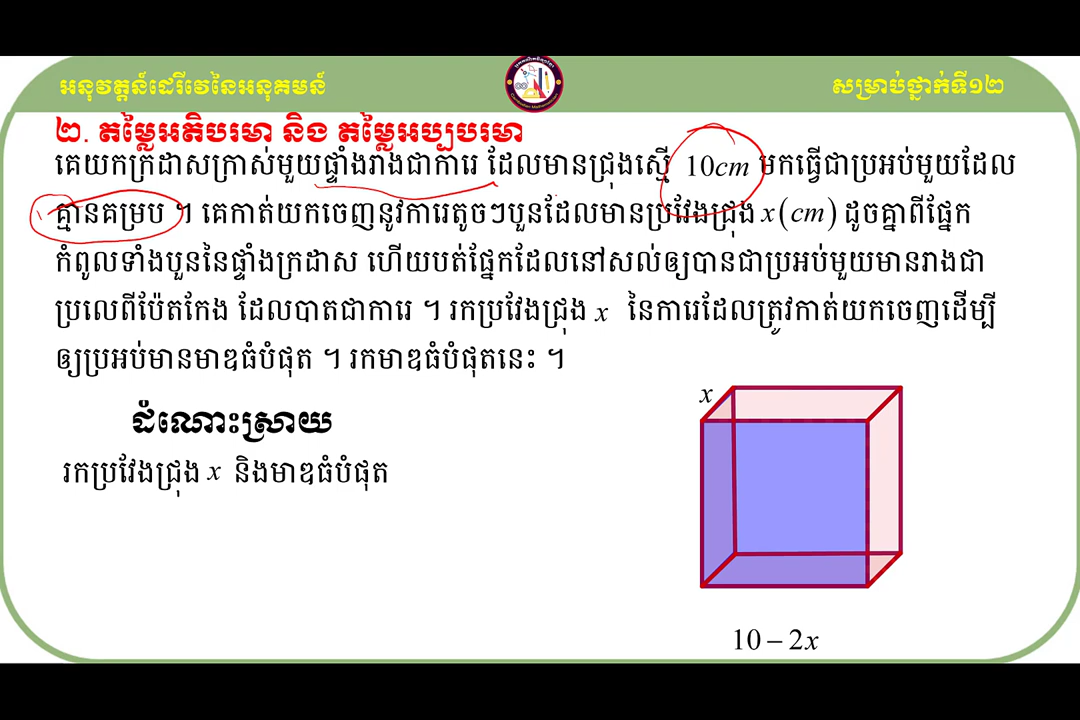 អនុវត្តន៍ដេរីវេនៃអនុគមន៍
សម្រាប់ថ្នាក់ទី១២
២. តម្លៃអតិបរមា និង តម្លៃអប្បបរមា
គេយកក្រដាសក្រាស់មួយផ្ទាំងរាងជាការេ ដែលមានជ្រុងស្មើ 10cm មកធ្វើជាប្រអប់មួយដែល
គ្មានគម្រប ។ គេកាត់យកចេញនូវការេតូចៗបួនដែលមានប្រវែងជ្រុង x(cm) ដូចគ្នាពីផ្នែក
កំពូលទាំងបួននៃផ្ទាំងក្រដាស ហើយបត់ផ្នែកដែលនៅសល់ឲ្យបានជាប្រអប់មួយមានរាងជា
ប្រលេពីប៉ែតកែង ដែលបាតជាការេ ។ រកប្រវែងជ្រុង x នៃការេដែលត្រូវកាត់យកចេញដើម្បី
ឲ្យប្រអប់មានមាឌធំបំផុត ។ រកមាឌធំបំផុតនេះ ។
x
ដំណោះស្រាយ
រកប្រវែងជ្រុង x និងមាឌធំបំផុត
10 − 2x